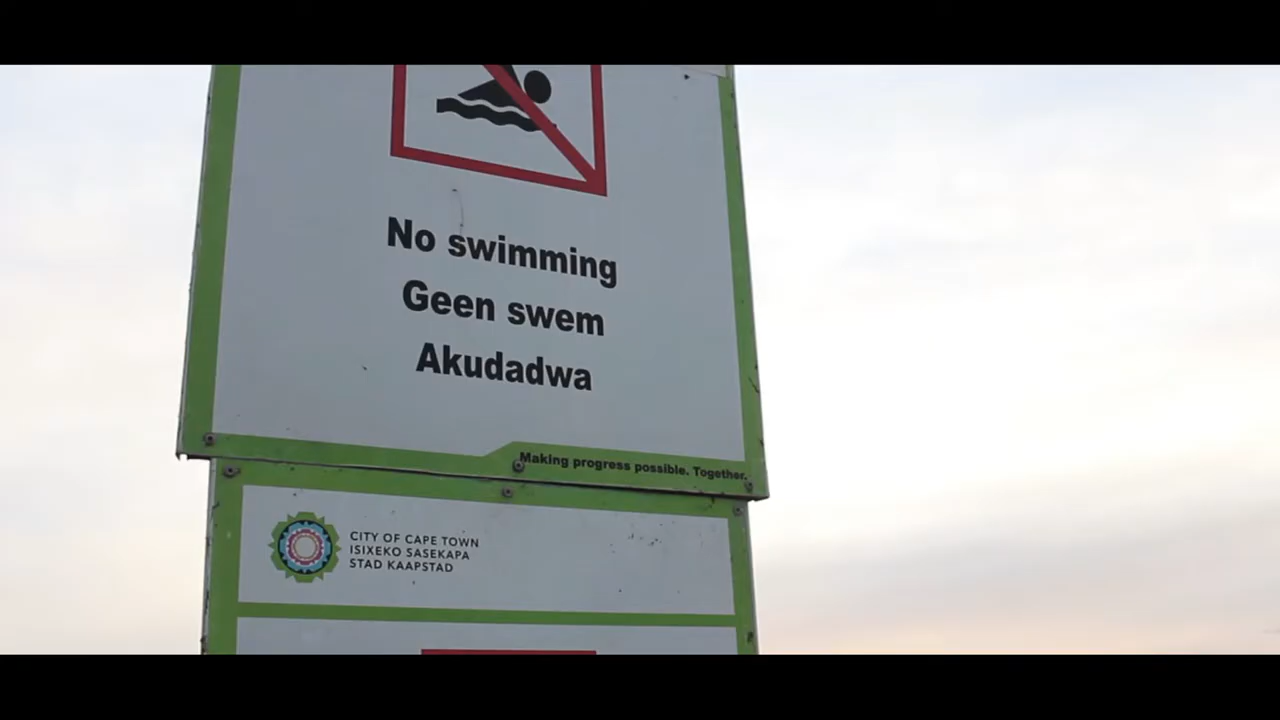 No swimming
Geen swem
Akudadwa
Making progress possible. Together.
CITY OF CAPE TOWN
ISIXEKO SASEKAPA
STAD KAAPSTAD